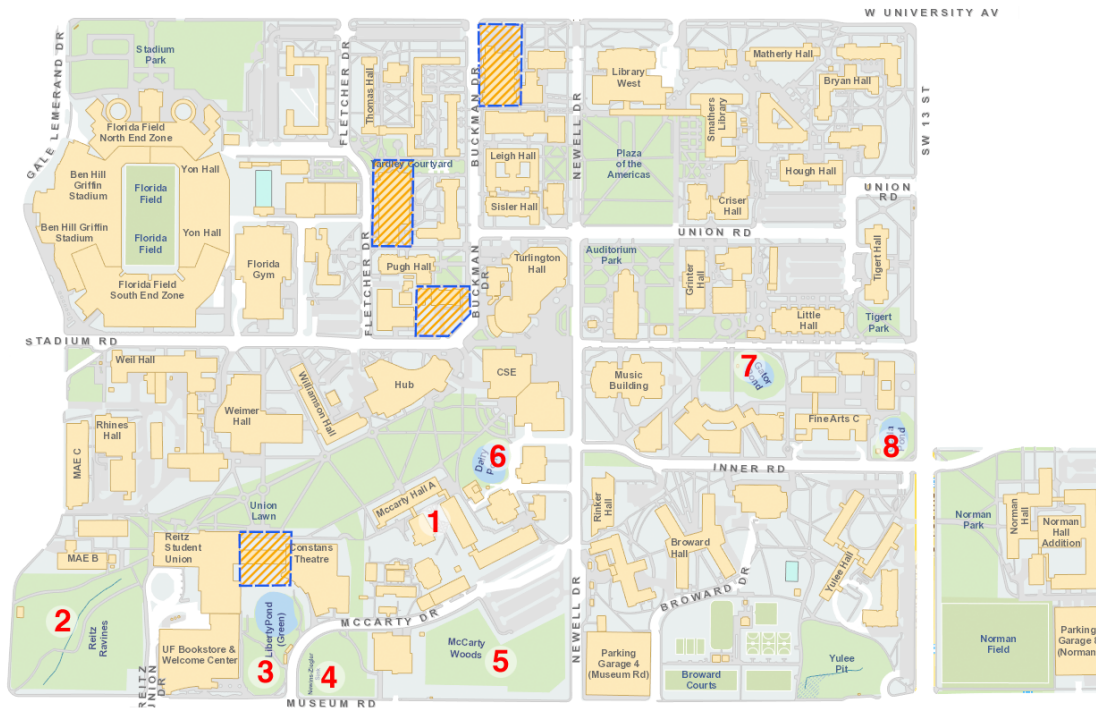 W UNIVERSITY AV
GALE LEMERAND DR
Stadium
Park
FLETCHER DR
Thomas Hall
BUCKMAN DR
NEWELL DR
Library
West
Matherly Hall
Bryan Hall
Smathers
Library
SW 13 ST
Florida Field
North End Zone
Ben Hill
Griffin
Stadium
Florida
Field
Yon Hall
Yardley Courtyard
Leigh Hall
Sisler Hall
Plaza
of the
Americas
Hough Hall
Criser
Hall
UNION
RD
Ben Hill Griffin
Stadium
Florida
Field
Yon Hall
UNION RD
Florida Field
South End Zone
Florida
Gym
FLETCHER DR
Pugh Hall
BUCKMAN
DR
Turlington
Hall
Auditorium
Park
Grinter
Hall
Tigert Hall
Little
Hall
Tigert
Park
STADIUM RD
Weil Hall
Weimer
Hall
Williamson Hall
Hub
CSE
Music
Building
7
Gator
Pond
Fine Arts C
8
Pond
Rhines
Hall
MAE C
6
Dairy
INNER RD
Mccarty Hall A
1
Union
Lawn
Reitz
Student
Union
Constans
Theatre
MAE B
Rinker
Hall
Broward
Hall
Yulee Hall
Norman
Park
Norman
Hall
Norman
Hall
Addition
2
Reitz
Ravines
Liberty Pond
(Green)
MCCARTY DR
NEWELL DR
BROWARD DR
UF Bookstore &
Welcome Center
3
4
McCarty
Woods
5
Parking
Garage 4
(Museum Rd)
Broward
Courts
Yulee
Pit
Norman
Field
Parking
Garage 8
(Norman
REITZ
UNION
DR
MUSEUM RD